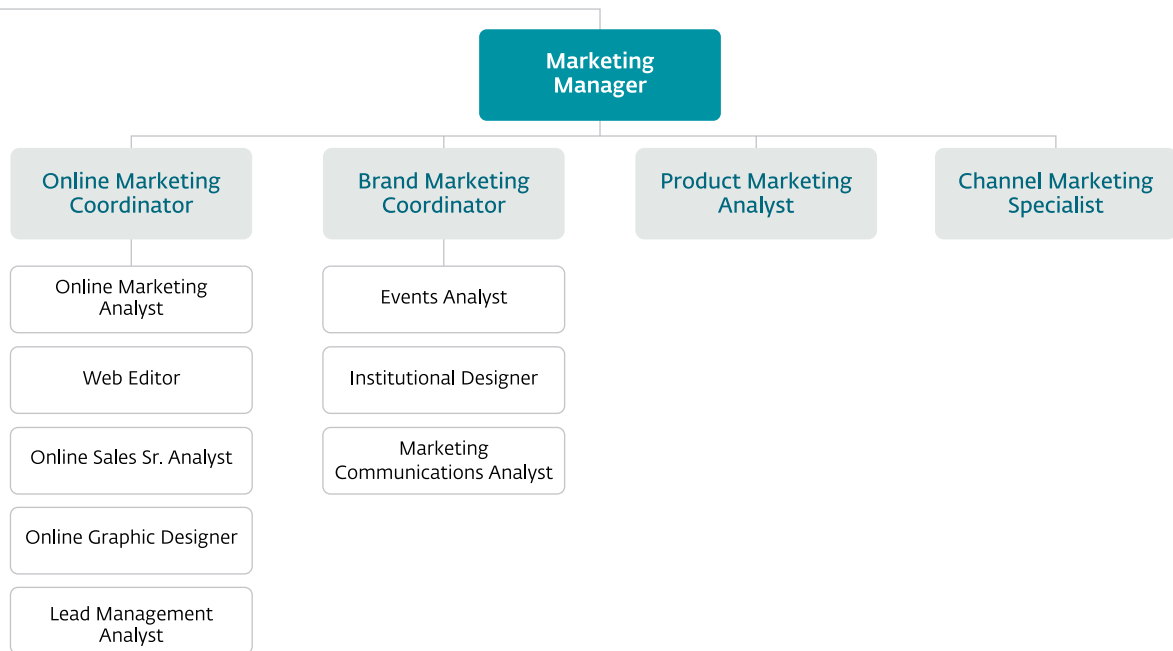 Marketing
Manager
Online Marketing
Coordinator
Brand Marketing
Coordinator
Product Marketing
Analyst
Channel Marketing
Specialist
Online Marketing
Analyst
Web Editor
Online Sales Sr. Analyst
Online Graphic Designer
Lead Management
Analyst
Events Analyst
Institutional Designer
Marketing
Communications Analyst